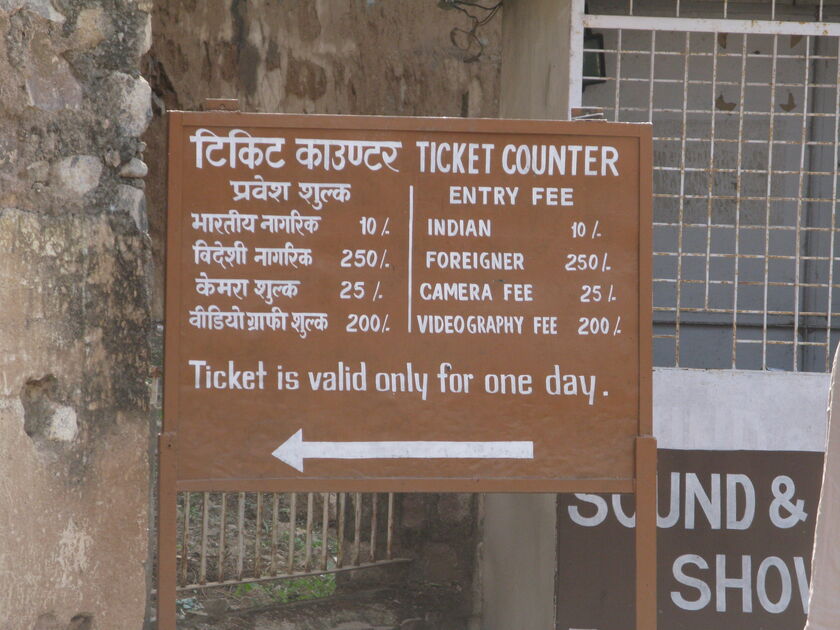 टिकिट काउण्टर TICKET COUNTER
प्रवेश शुल्क
भारतीय नागरिक 10/-
विदेशी नागरिक 250/-
केमरा शुल्क 25/-
वीडियोग्राफी शुल्क 200/-
ENTRY FEE
INDIAN 10/-
FOREIGNER 250/-
CAMERA FEE 25/-
VIDEOGRAPHY FEE 200/-
Ticket is valid only for one day.
SOUND &
SHOW